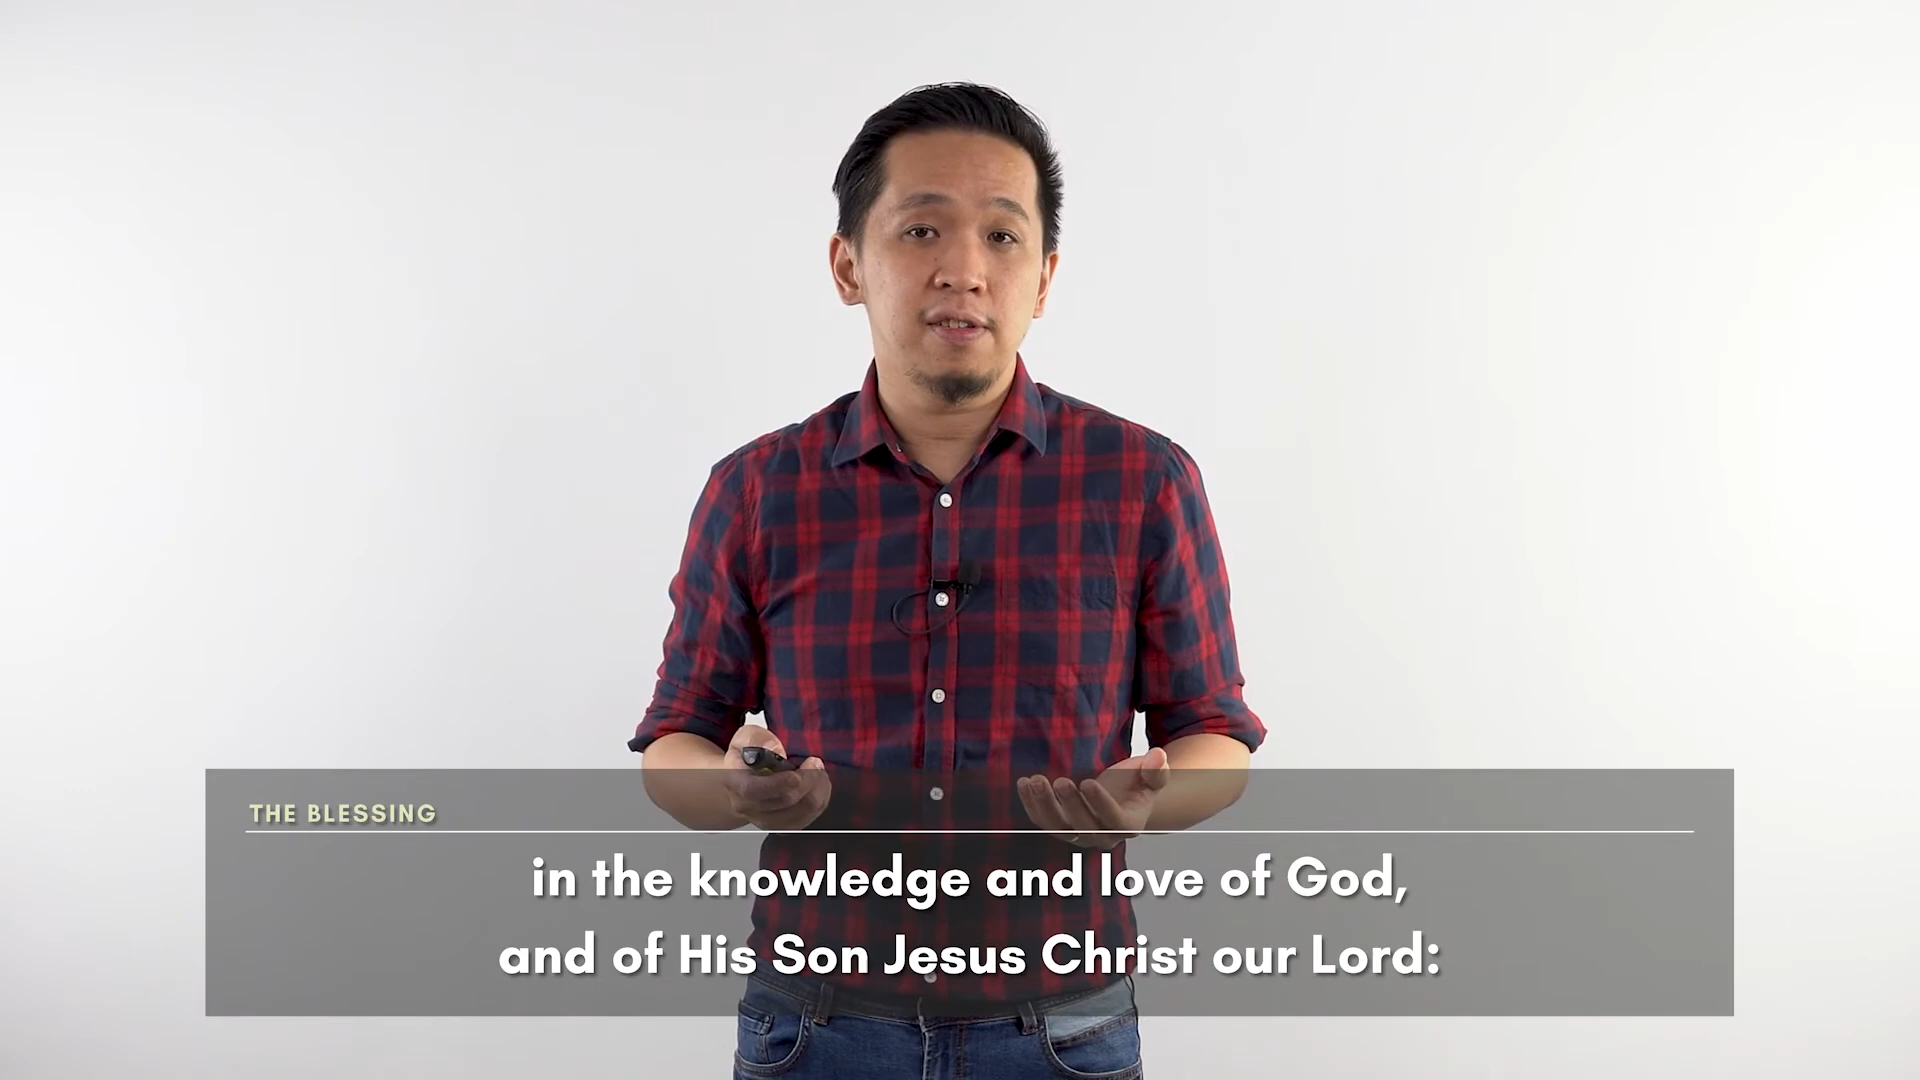 THE BLESSING
in the knowledge and love of God,
and of His Son Jesus Christ our Lord: